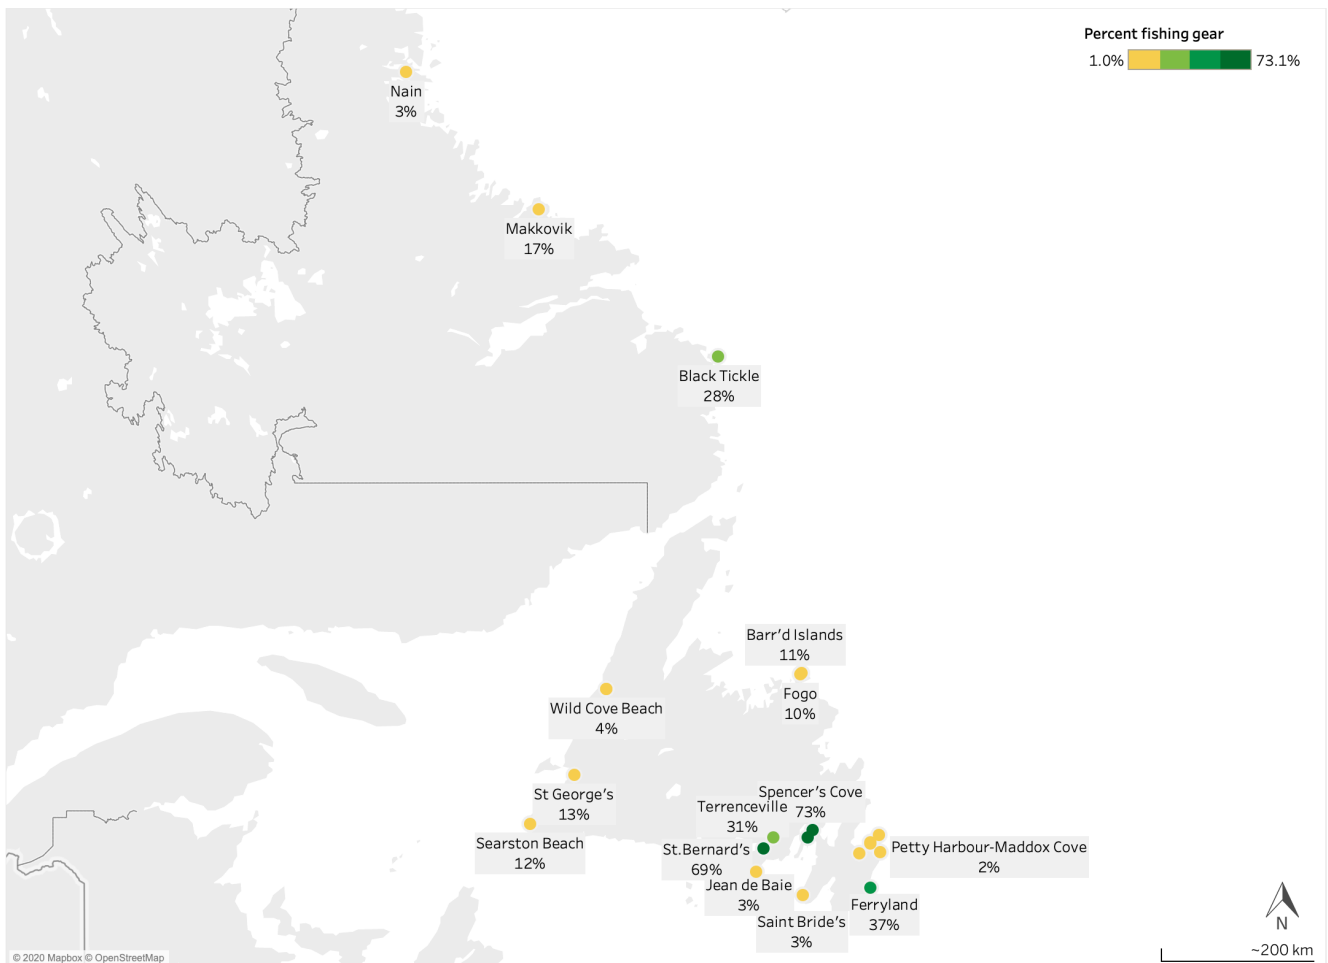 Percent fishing gear
1.0% 73.1%
Nain
3%
Makkovik
17%
Black Tickle
28%
Barr'd Islands
11%
Fogo
10%
Wild Cove Beach
4%
St George's
13%
Searston Beach
12%
Spencer's Cove
73%
Terrenceville
31%
St.Bernard's
69%
Jean de Baie
3%
Saint Bride's
3%
Petty Harbour-Maddox Cove
2%
Ferryland
37%
N
~200 km
© 2020 Mapbox © OpenStreetMap